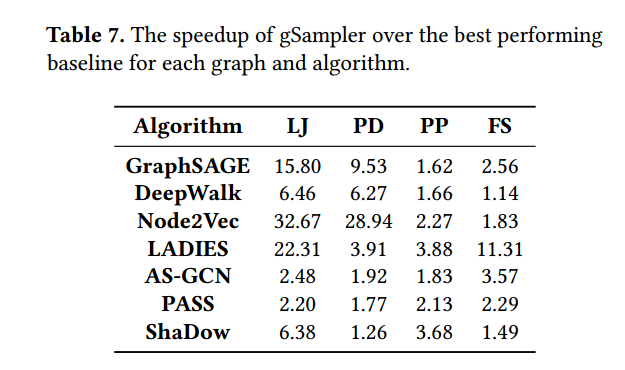 Table 7. The speedup of gSampler over the best performing
baseline for each graph and algorithm.
Algorithm LJ PD PP FS
GraphSAGE 15.80 9.53 1.62 2.56
DeepWalk 6.46 6.27 1.66 1.14
Node2Vec 32.67 28.94 2.27 1.83
LADIES 22.31 3.91 3.88 11.31
AS-GCN 2.48 1.92 1.83 3.57
PASS 2.20 1.77 2.13 2.29
ShaDow 6.38 1.26 3.68 1.49